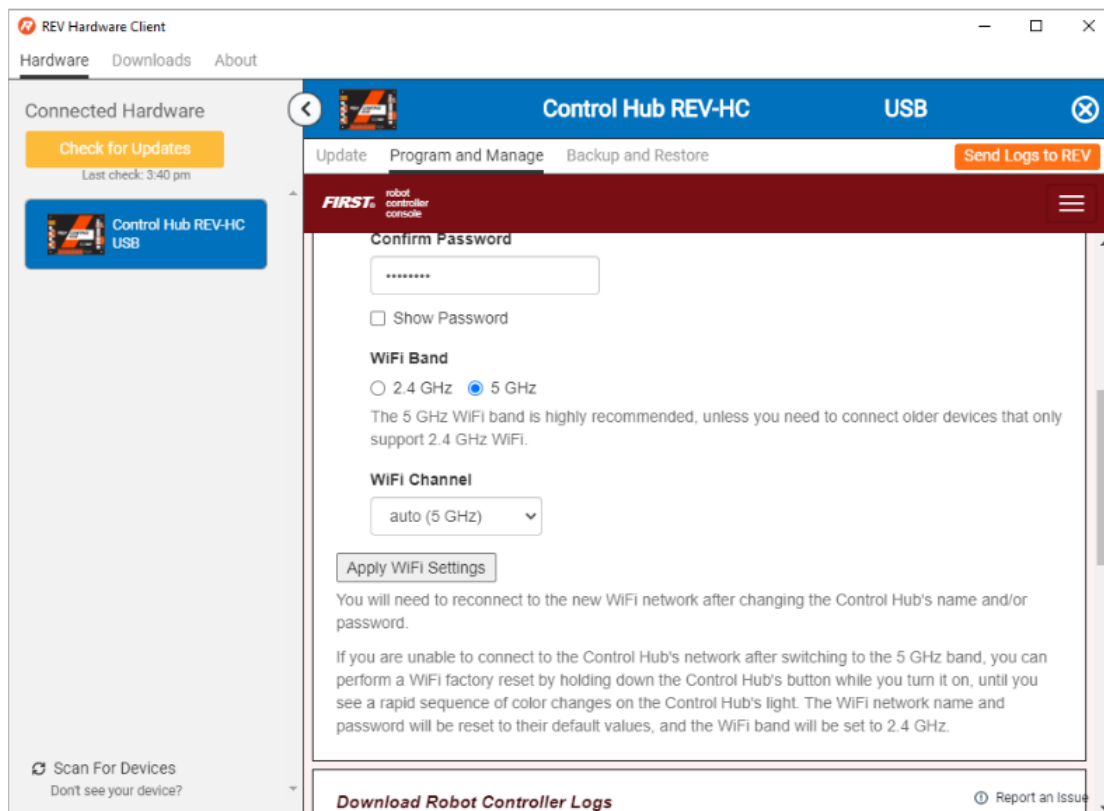 REV Hardware Client
Hardware Downloads About
Connected Hardware
Check for Updates
Last check: 3:40 pm
Control Hub REV-HC
USB
Scan For Devices
Don't see your device?
Control Hub REV-HC USB
Update Program and Manage Backup and Restore Send Logs to REV
FIRST® robot
controller
console
Confirm Password
••••••••
Show Password
WiFi Band
2.4 GHz 5 GHz
The 5 GHz WiFi band is highly recommended, unless you need to connect older devices that only
support 2.4 GHz WiFi.
WiFi Channel
auto (5 GHz)
Apply WiFi Settings
You will need to reconnect to the new WiFi network after changing the Control Hub's name and/or
password.
If you are unable to connect to the Control Hub's network after switching to the 5 GHz band, you can
perform a WiFi factory reset by holding down the Control Hub's button while you turn it on, until you
see a rapid sequence of color changes on the Control Hub's light. The WiFi network name and
password will be reset to their default values, and the WiFi band will be set to 2.4 GHz.
Download Robot Controller Logs
Report an Issue